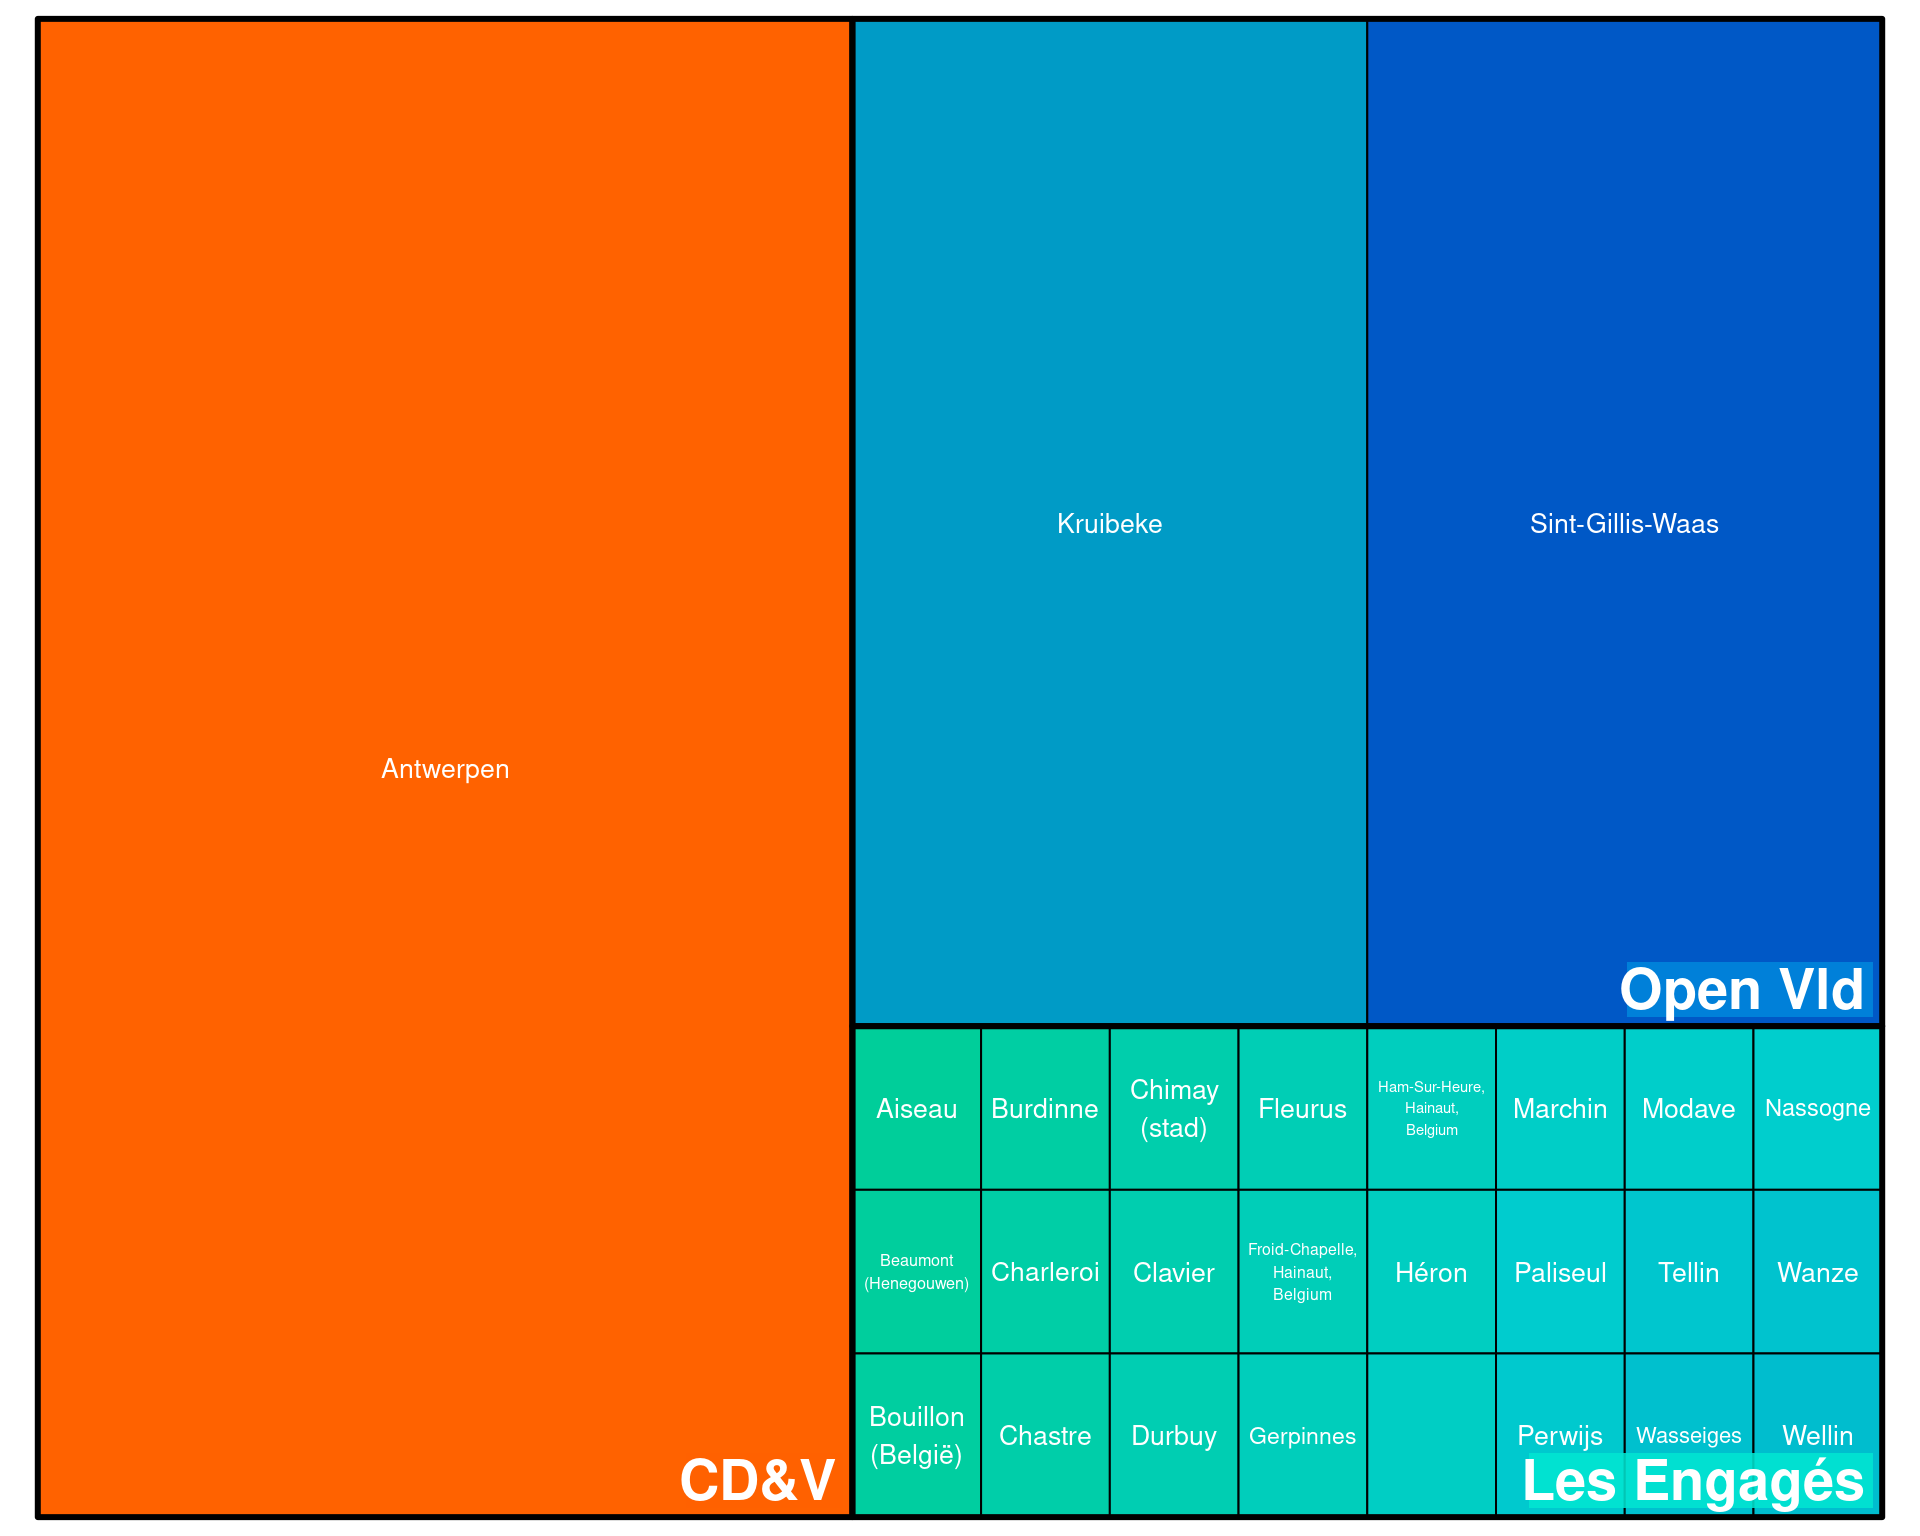 Antwerpen
CD&V
Kruibeke
Sint-Gillis-Waas
Open Vld
Aiseau
Burdinne
Chimay
(stad)
Fleurus
Ham-Sur-Heure,
Hainaut,
Belgium
Marchin
Modave
Nassogne
Beaumont
(Henegouwen)
Charleroi
Clavier
Froid-Chapelle,
Hainaut,
Belgium
Héron
Paliseul
Tellin
Wanze
Bouillon
(België)
Chastre
Durbuy
Gerpinnes
Perwijs
Wasseiges
Wellin
Les Engagés